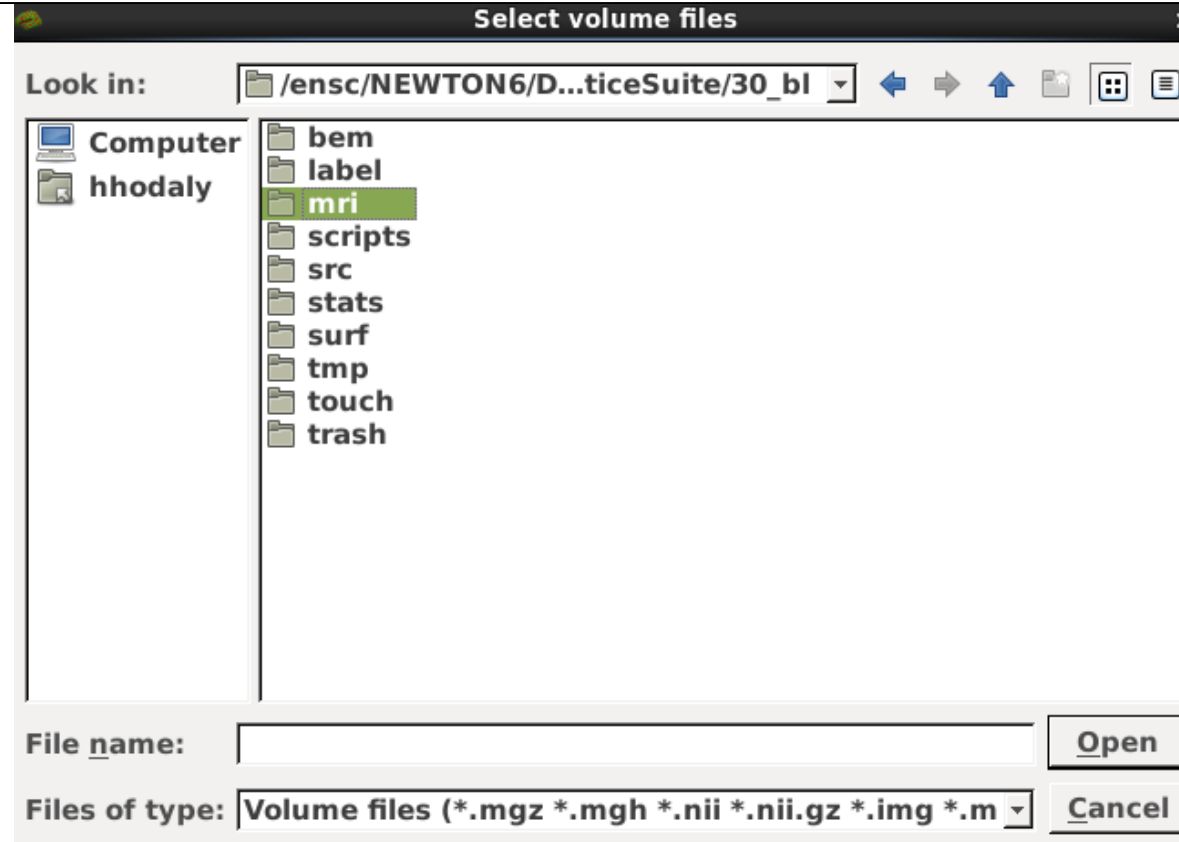 Select volume files
Look in: /ensc/NEWTON6/D...ticeSuite/30_bl
Computer
hhodaly
bem
label
mri
scripts
src
stats
surf
tmp
touch
trash
File name:
Open
Files of type: Volume files (*.mgz *.mgh *.nii *.nii.gz *.img *.m
Cancel